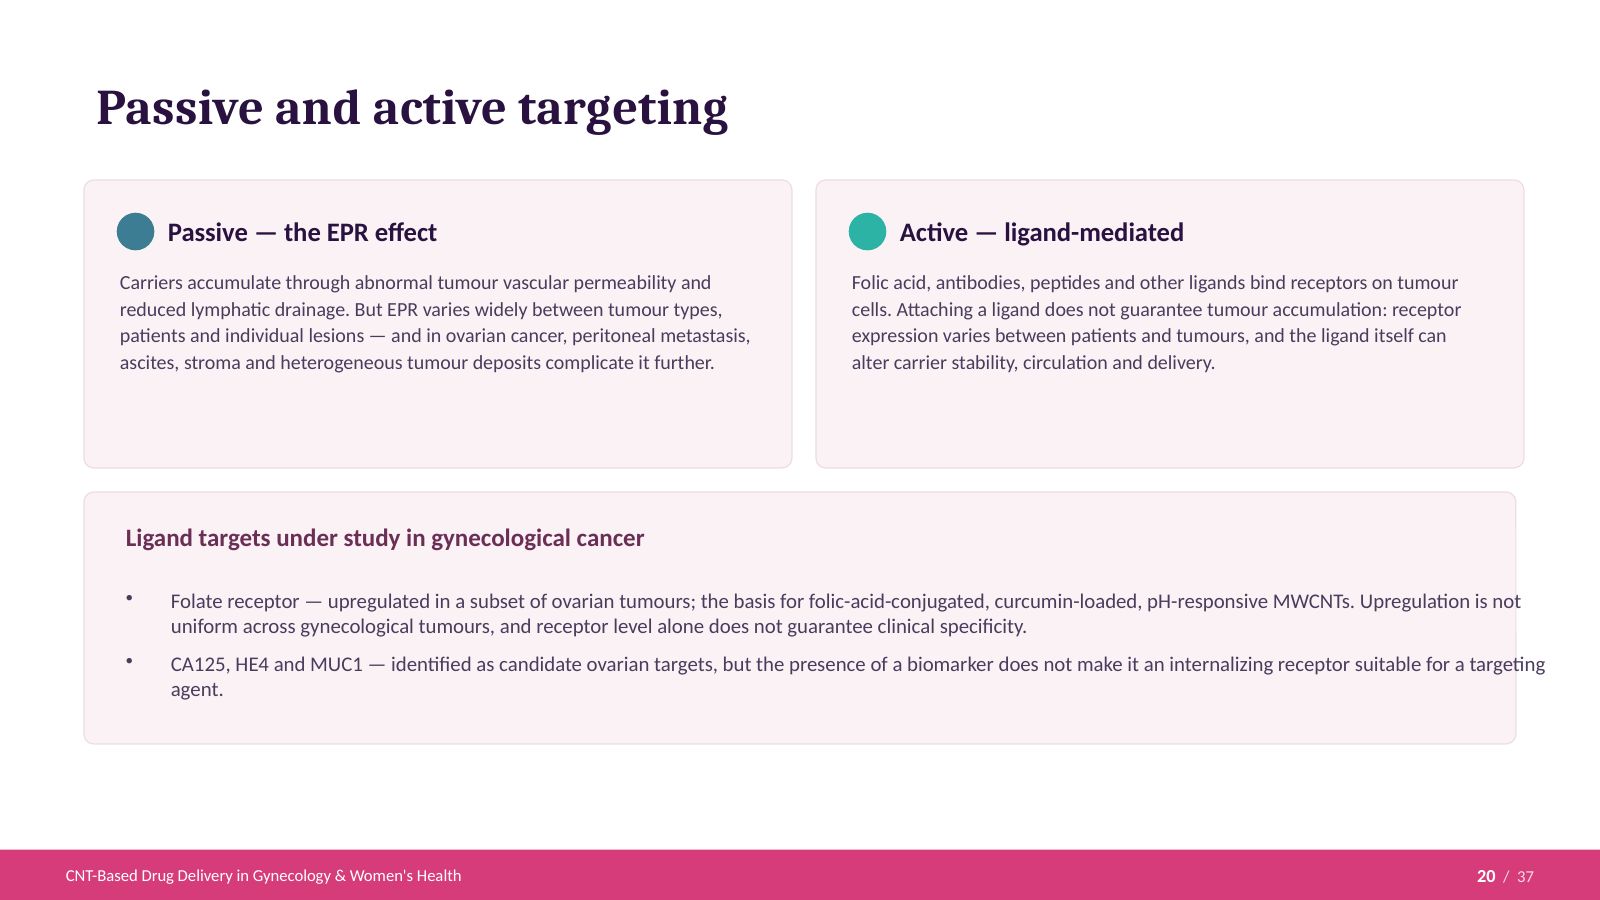 Passive and active targeting
Passive — the EPR effect
Carriers accumulate through abnormal tumour vascular permeability and
reduced lymphatic drainage. But EPR varies widely between tumour types,
patients and individual lesions — and in ovarian cancer, peritoneal metastasis,
ascites, stroma and heterogeneous tumour deposits complicate it further.
Active — ligand-mediated
Folic acid, antibodies, peptides and other ligands bind receptors on tumour
cells. Attaching a ligand does not guarantee tumour accumulation: receptor
expression varies between patients and tumours, and the ligand itself can
alter carrier stability, circulation and delivery.
Ligand targets under study in gynecological cancer
• Folate receptor — upregulated in a subset of ovarian tumours; the basis for folic-acid-conjugated, curcumin-loaded, pH-responsive MWCNTs. Upregulation is not
uniform across gynecological tumours, and receptor level alone does not guarantee clinical specificity.
• CA125, HE4 and MUC1 — identified as candidate ovarian targets, but the presence of a biomarker does not make it an internalizing receptor suitable for a targeting
agent.
CNT-Based Drug Delivery in Gynecology & Women's Health
20 / 37